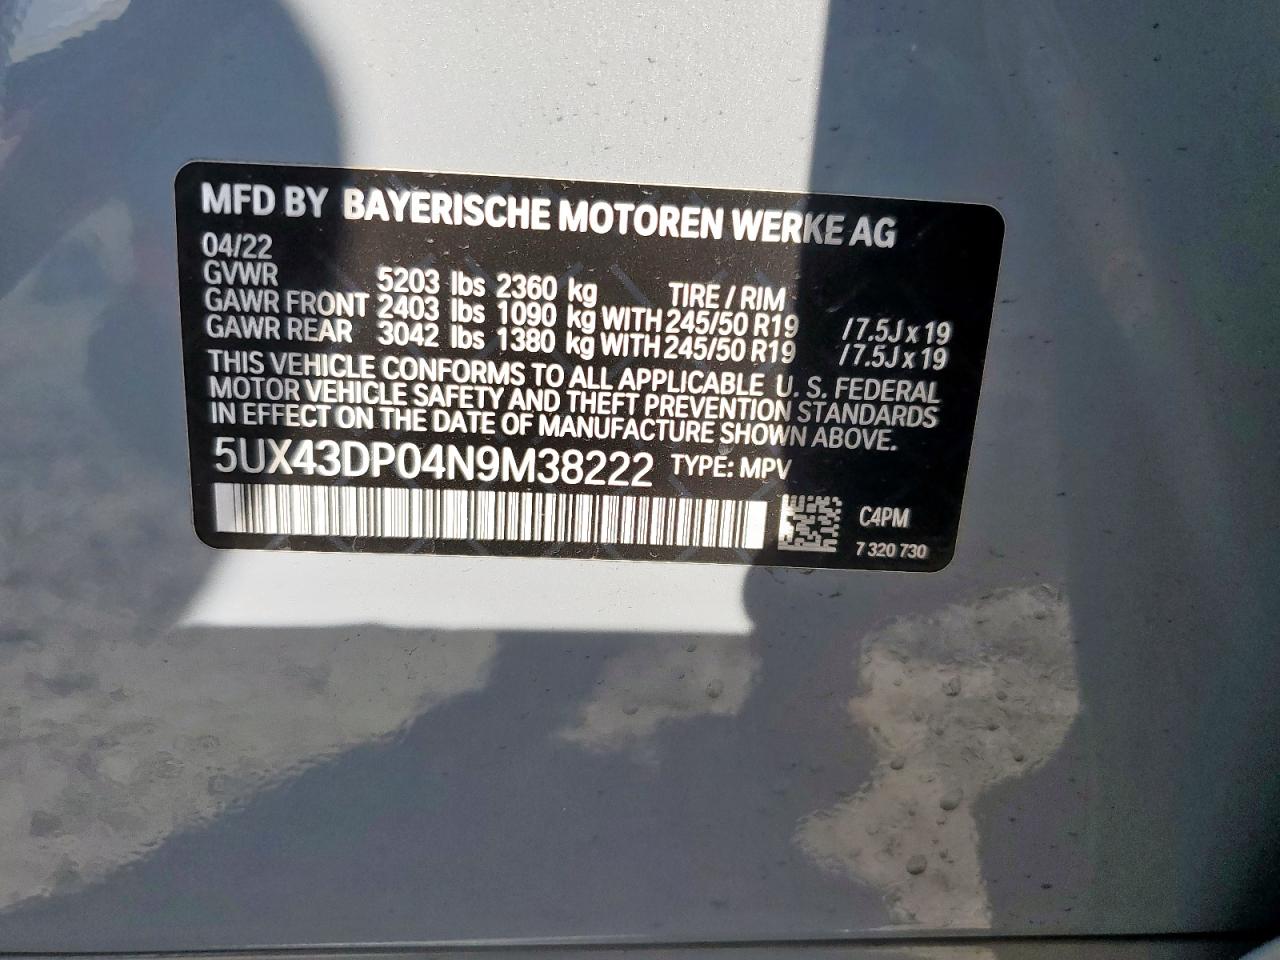 MFD BY BAYERISCHE MOTOREN WERKE AG
04/22
GVWR 5203 lbs 2360 kg TIRE / RIM
GAWR FRONT 2403 lbs 1090 kg WITH 245/50 R19 /7.5J x 19
GAWR REAR 3042 lbs 1380 kg WITH 245/50 R19 /7.5J x 19
THIS VEHICLE CONFORMS TO ALL APPLICABLE U. S. FEDERAL
MOTOR VEHICLE SAFETY AND THEFT PREVENTION STANDARDS
IN EFFECT ON THE DATE OF MANUFACTURE SHOWN ABOVE.
5UX43DP04N9M38222 TYPE: MPV
C4PM
7 320 730